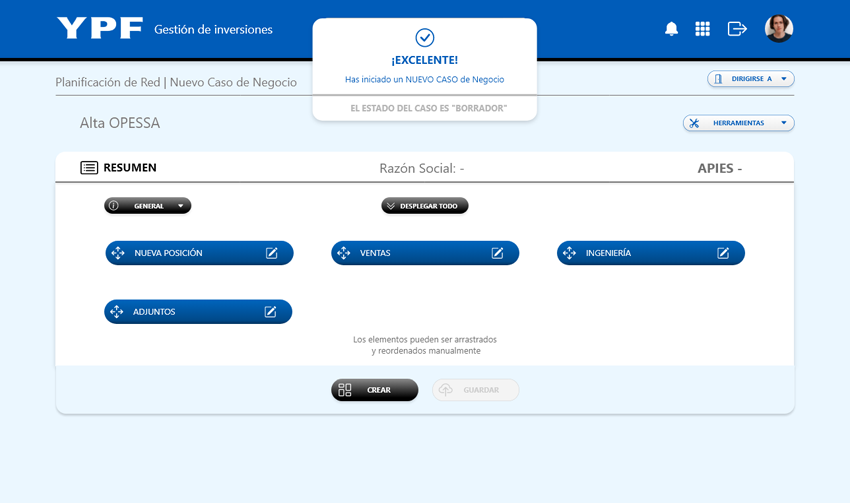 YPF Gestión de inversiones
¡EXCELENTE!
Has iniciado un NUEVO CASO de Negocio
EL ESTADO DEL CASO ES "BORRADOR"
Planificación de Red | Nuevo Caso de Negocio
DIRIGIRSE A
Alta OPESSA
HERRAMIENTAS
RESUMEN
Razón Social: -
APIES -
GENERAL
DESPLEGAR TODO
NUEVA POSICIÓN
VENTAS
INGENIERÍA
ADJUNTOS
Los elementos pueden ser arrastrados
y reordenados manualmente
CREAR
GUARDAR